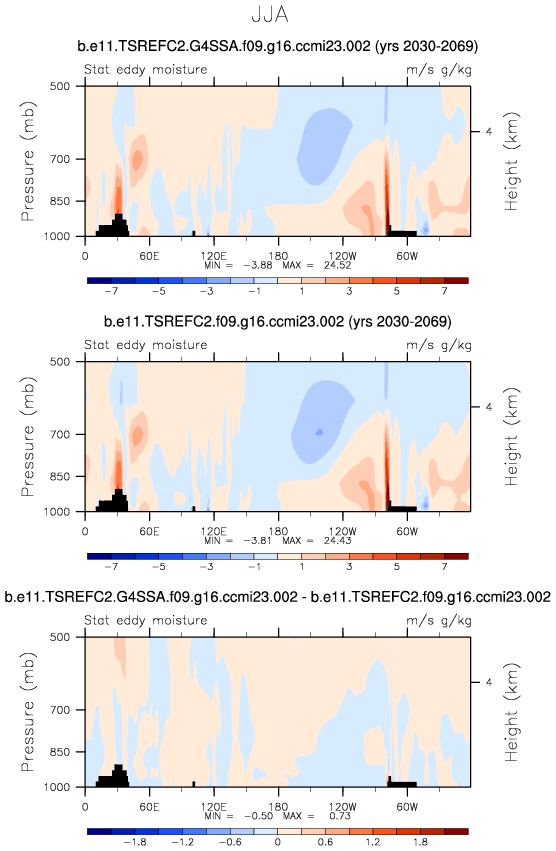 JJA
b.e11.TSREFC2.G4SSA.f09.g16.ccmi23.002 (yrs 2030-2069)
Stat eddy moisture m/s g/kg
500
700
850
1000
Pressure (mb)
4
Height (km)
0 60E 120E 180 120W 60W
MIN = -3.88 MAX = 24.52
-7 -5 -3 -1 1 3 5 7
b.e11.TSREFC2.f09.g16.ccmi23.002 (yrs 2030-2069)
Stat eddy moisture m/s g/kg
500
700
850
1000
Pressure (mb)
4
Height (km)
0 60E 120E 180 120W 60W
MIN = -3.81 MAX = 24.43
-7 -5 -3 -1 1 3 5 7
b.e11.TSREFC2.G4SSA.f09.g16.ccmi23.002 - b.e11.TSREFC2.f09.g16.ccmi23.002
Stat eddy moisture m/s g/kg
500
700
850
1000
Pressure (mb)
4
Height (km)
0 60E 120E 180 120W 60W
MIN = -0.50 MAX = 0.73
-1.8 -1.2 -0.6 0 0.6 1.2 1.8